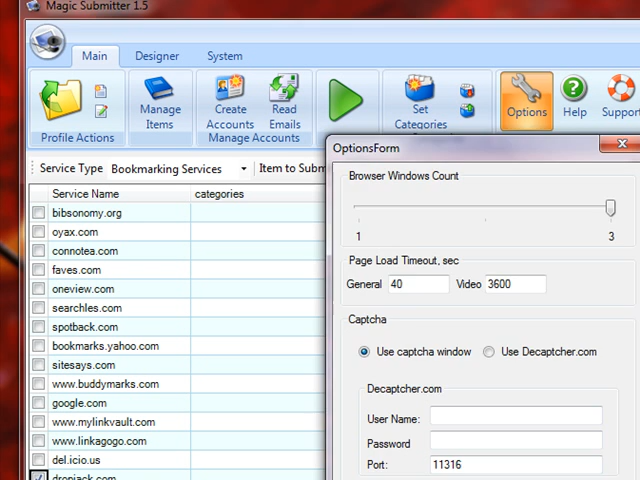 Magic Submitter 1.5
Main Designer System
Manage Items
Create Accounts
Read Emails
Set Categories
Options
Help
Support
Profile Actions
Manage Accounts
Service Type Bookmarking Services Item to Subm
Service Name categories
bibsonomy.org
oyax.com
connotea.com
faves.com
oneview.com
searchles.com
spotback.com
bookmarks.yahoo.com
sitesays.com
www.buddymarks.com
google.com
www.mylinkvault.com
www.linkagogo.com
del.icio.us
dropjack.com
OptionsForm
Browser Windows Count
1 3
Page Load Timeout, sec
General 40 Video 3600
Captcha
Use captcha window Use Decaptcher.com
Decaptcher.com
User Name:
Password
Port: 11316